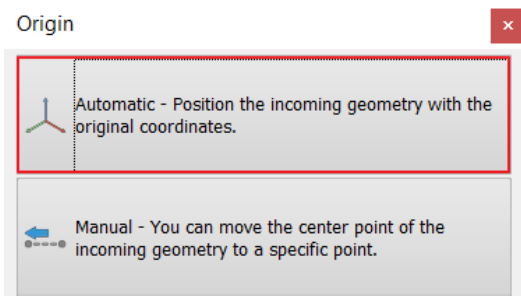 Origin
Automatic - Position the incoming geometry with the
original coordinates.
Manual - You can move the center point of the
incoming geometry to a specific point.